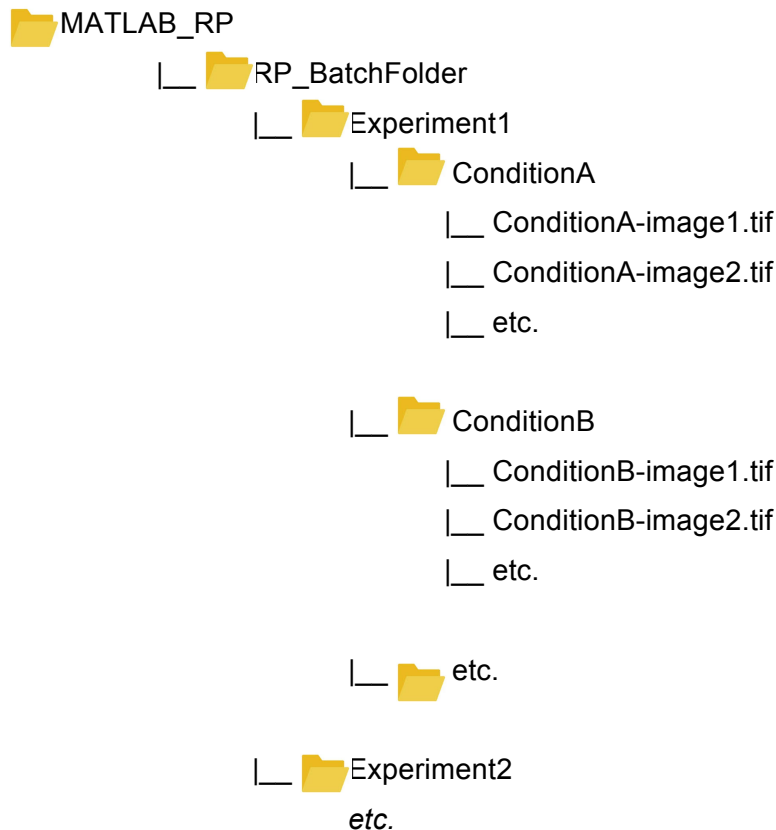 MATLAB_RP
|__ RP_BatchFolder
|__ Experiment1
|__ ConditionA
|__ ConditionA-image1.tif
|__ ConditionA-image2.tif
|__ etc.
|__ ConditionB
|__ ConditionB-image1.tif
|__ ConditionB-image2.tif
|__ etc.
|__ etc.
|__ Experiment2
etc.